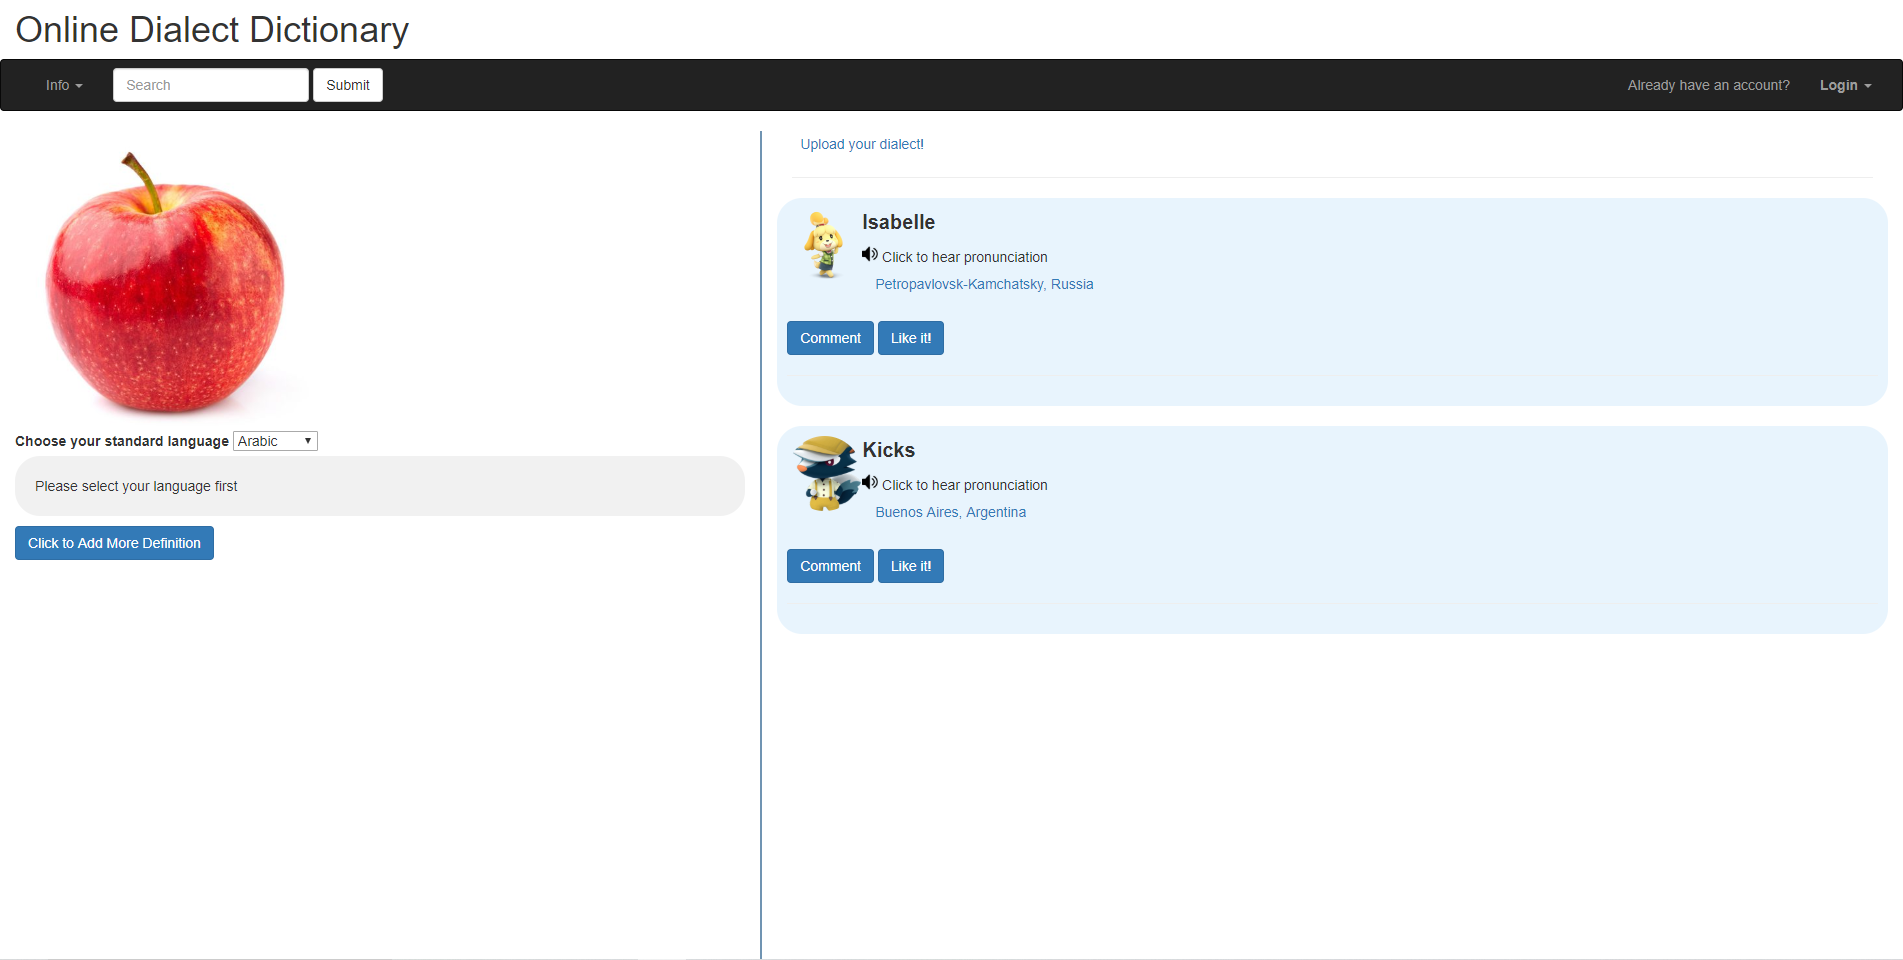 Online Dialect Dictionary
Info Search Submit Already have an account? Login
Choose your standard language Arabic
Please select your language first
Click to Add More Definition
Upload your dialect!
Isabelle
Click to hear pronunciation
Petropavlovsk-Kamchatsky, Russia
Comment Like it!
Kicks
Click to hear pronunciation
Buenos Aires, Argentina
Comment Like it!